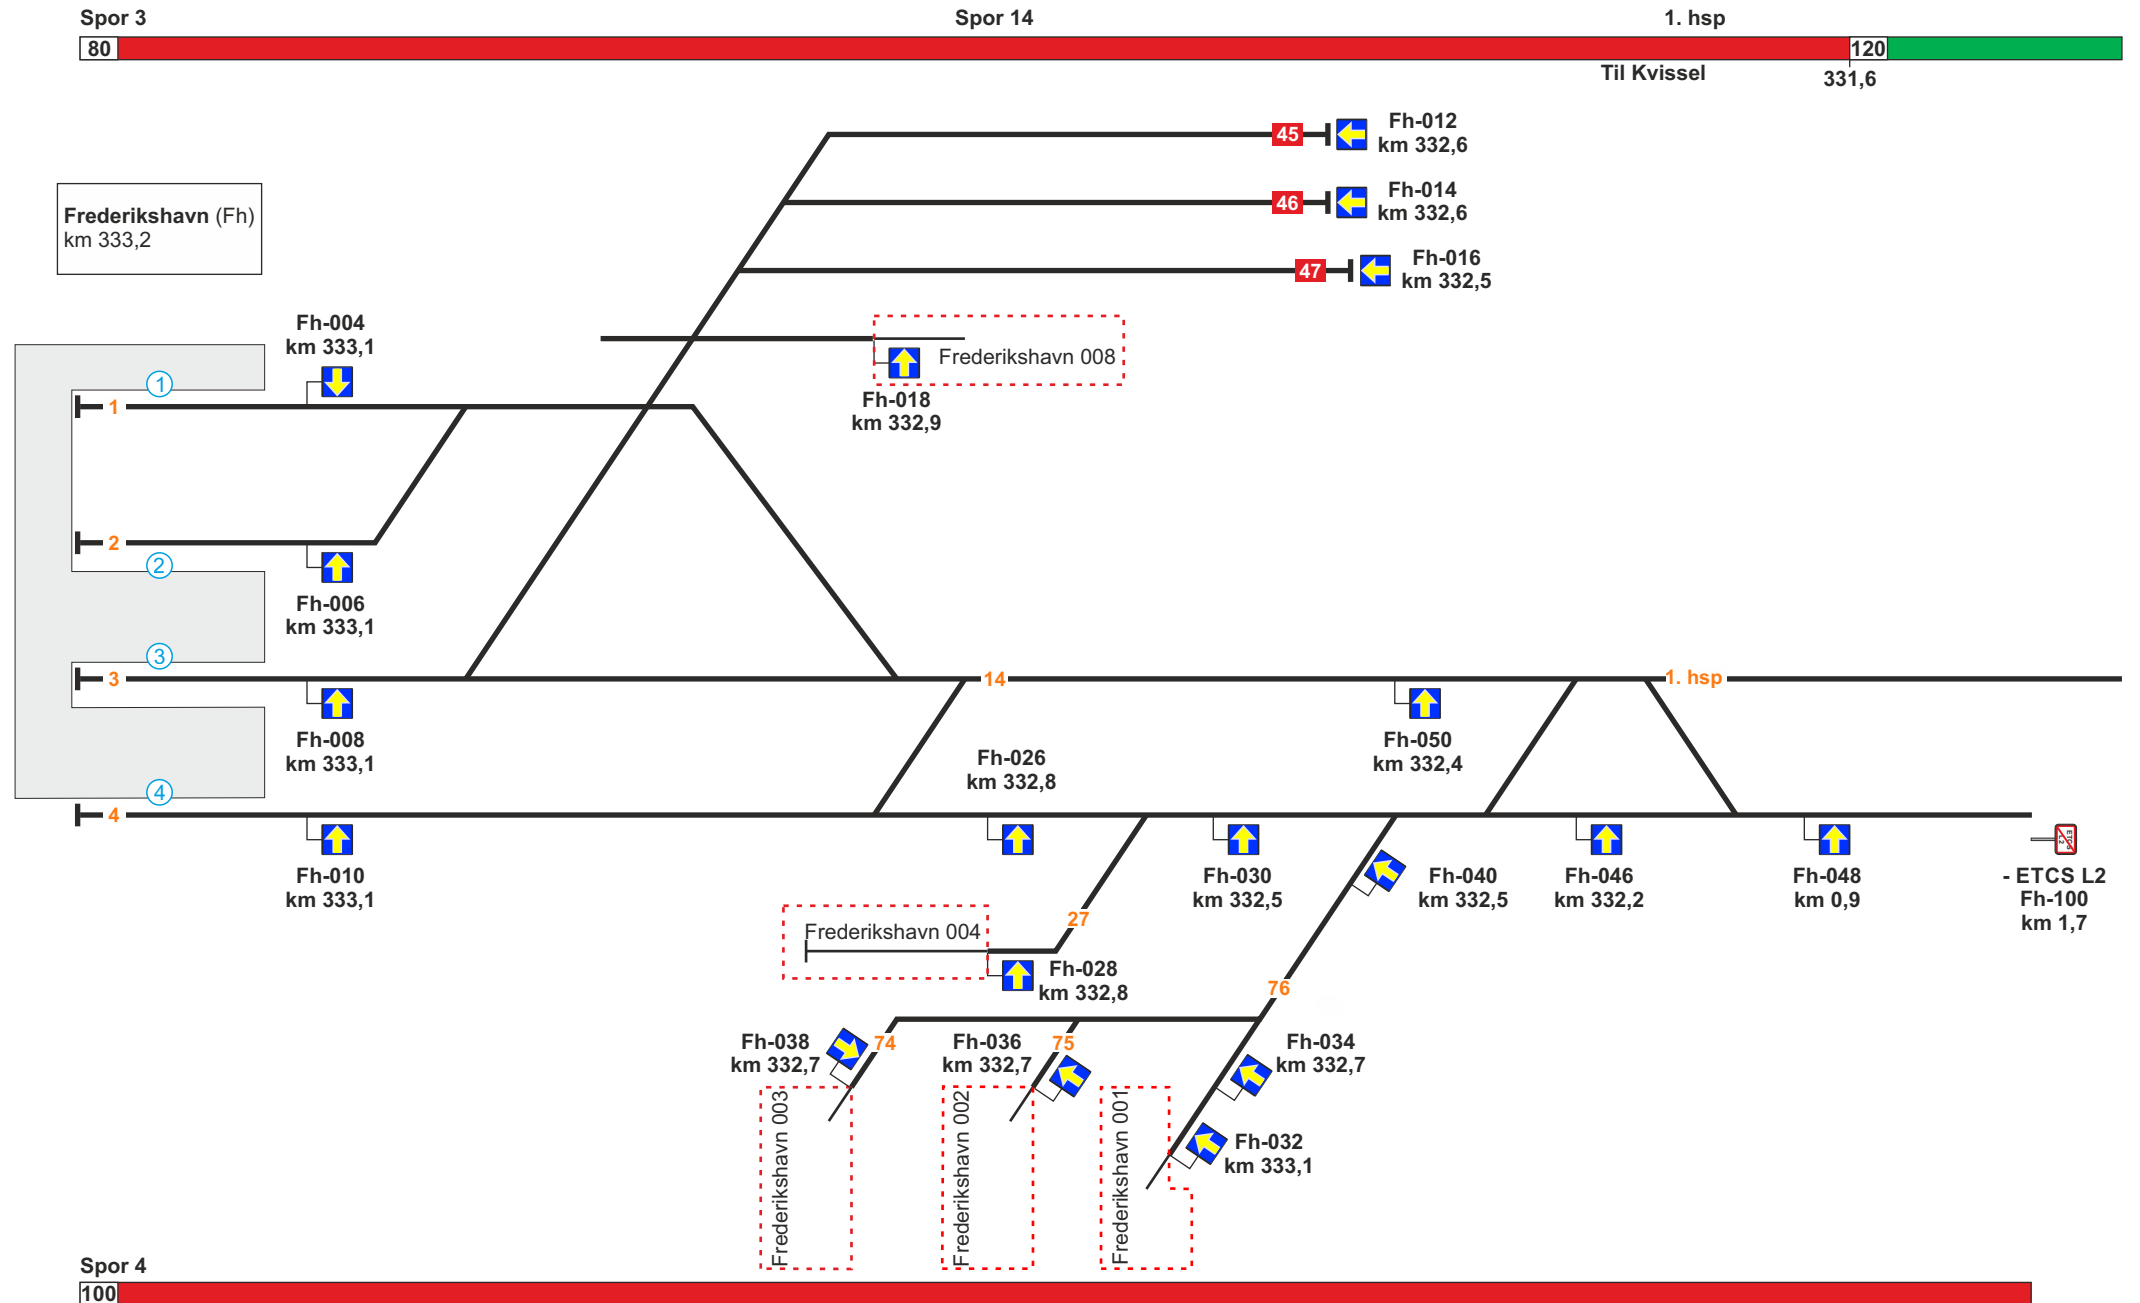 Spor 3
Spor 14
1. hsp
80
120
Til Kvissel
331,6
45
Fh-012
km 332,6
46
Fh-014
km 332,6
47
Fh-016
km 332,5
Frederikshavn (Fh)
km 333,2
Fh-004
km 333,1
Frederikshavn 008
Fh-018
km 332,9
1
1
2
2
Fh-006
km 333,1
3
3
14
1. hsp
Fh-008
km 333,1
Fh-050
km 332,4
Fh-026
km 332,8
4
4
Fh-010
km 333,1
Fh-030
km 332,5
Fh-040
km 332,5
Fh-046
km 332,2
Fh-048
km 0,9
ETCS
L2
- ETCS L2
Fh-100
km 1,7
27
Frederikshavn 004
Fh-028
km 332,8
76
Fh-038
km 332,7
74
Fh-036
km 332,7
75
Fh-034
km 332,7
Frederikshavn 003
Frederikshavn 002
Frederikshavn 001
Fh-032
km 333,1
Spor 4
100